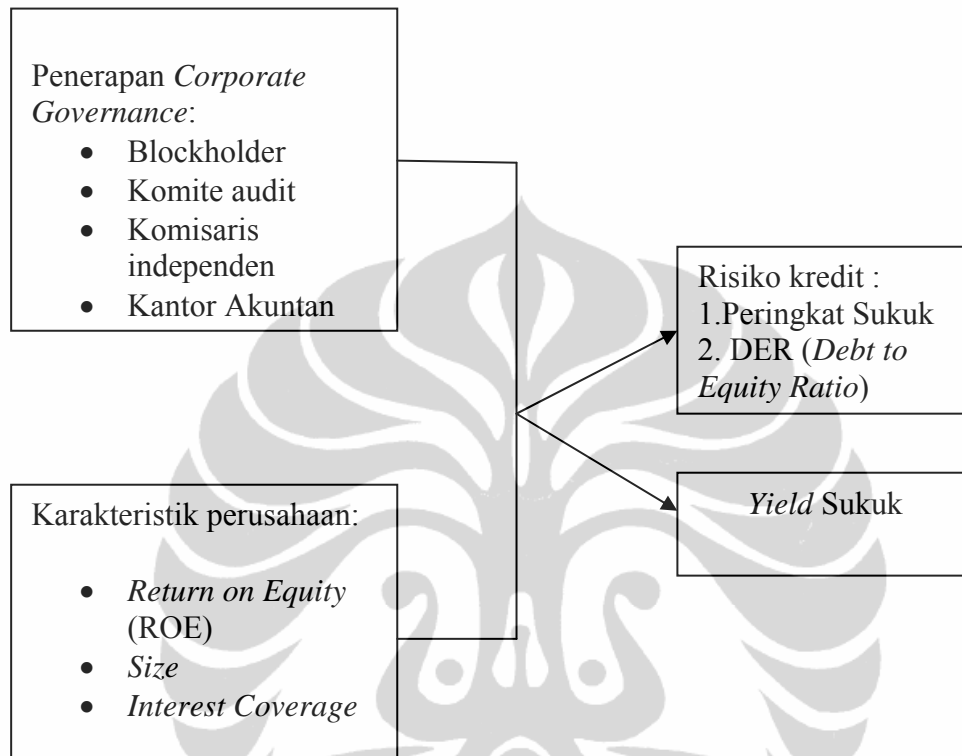 Penerapan Corporate
Governance:
• Blockholder
• Komite audit
• Komisaris
independen
• Kantor Akuntan
Risiko kredit :
1.Peringkat Sukuk
2. DER (Debt to
Equity Ratio)
Yield Sukuk
Karakteristik perusahaan:
• Return on Equity
(ROE)
• Size
• Interest Coverage